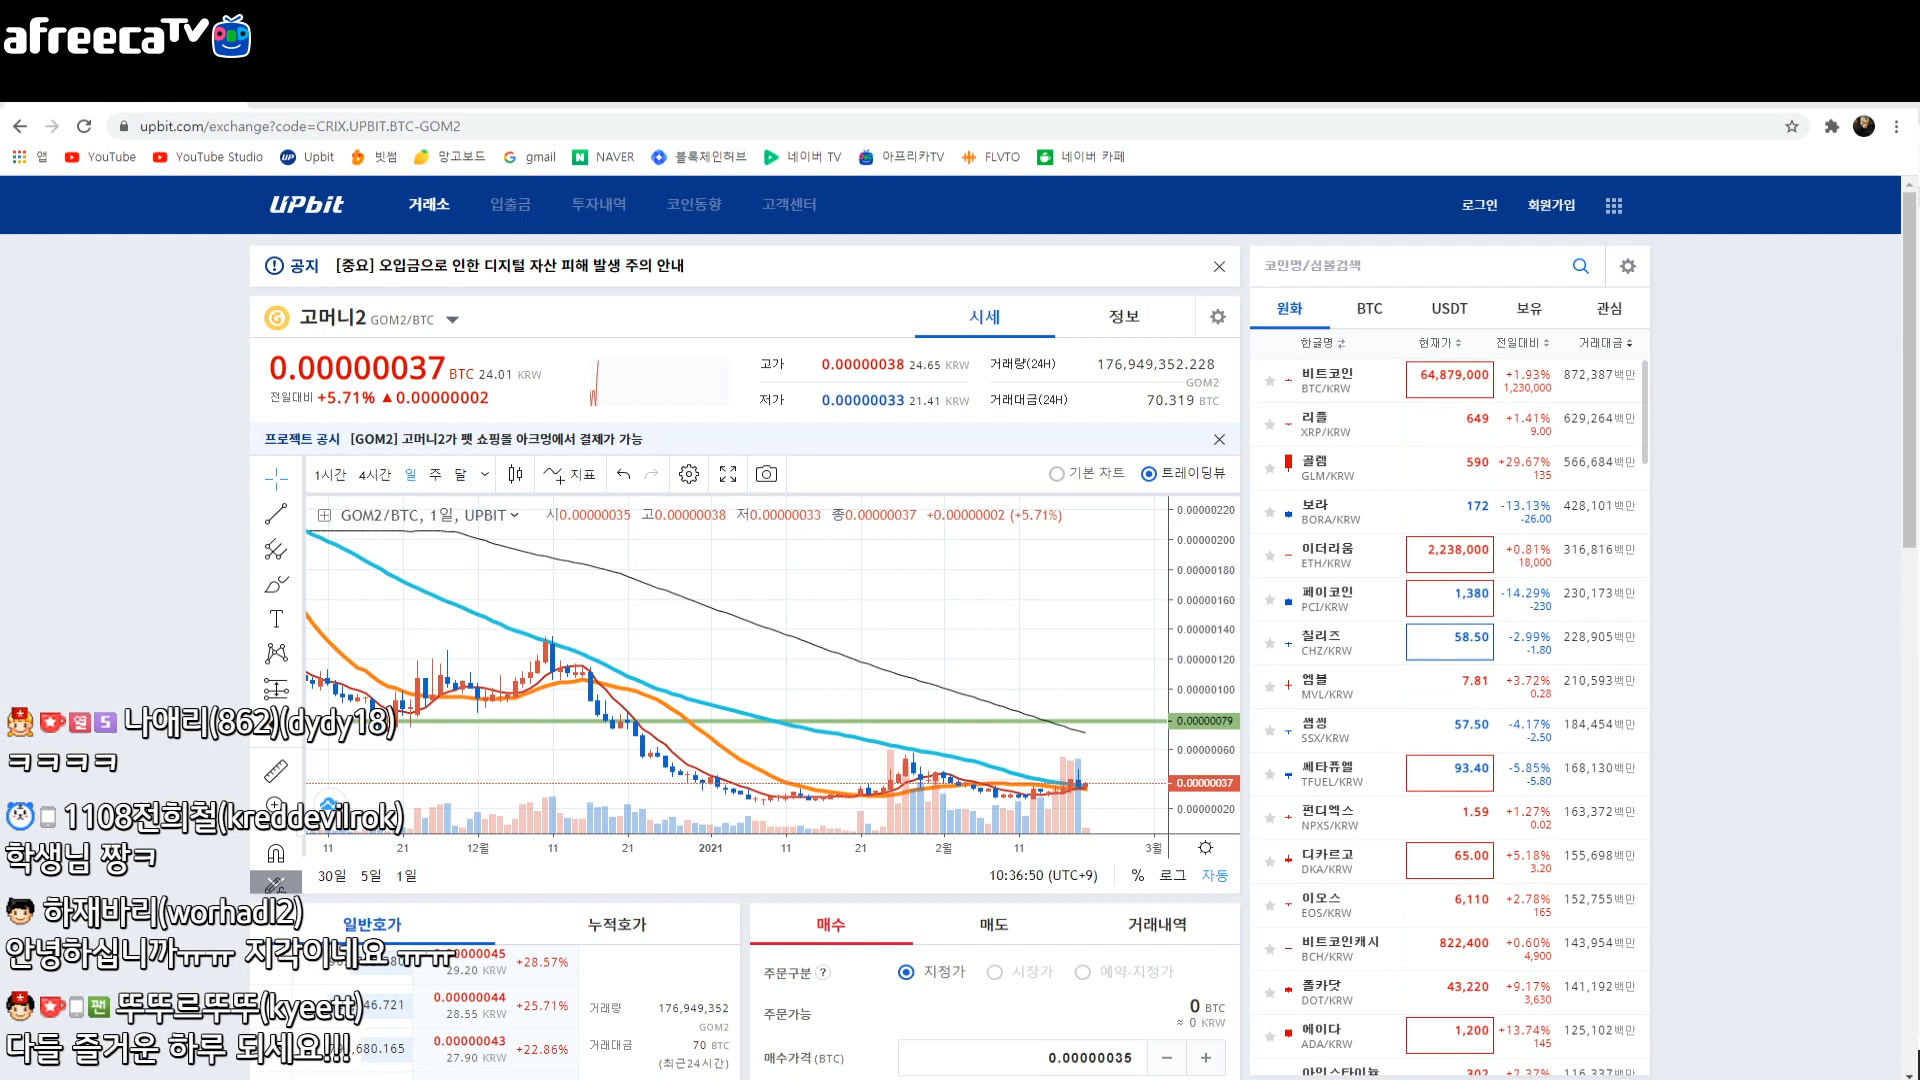 afreecaTV
upbit.com/exchange?code=CRIX.UPBIT.BTC-GOM2
앱 YouTube YouTube Studio Upbit 빗썸 망고보드 gmail NAVER 블록체인허브 네이버 TV 아프리카TV FLVTO 네이버 카페
UPbit 거래소 입출금 투자내역 코인동향 고객센터 로그인 회원가입
공지 [중요] 오입금으로 인한 디지털 자산 피해 발생 주의 안내
고머니2 GOM2/BTC 시세 정보
0.00000037 BTC 24.01 KRW
전일대비 +5.71% ▲0.00000002
고가 0.00000038 24.65 KRW 거래량(24H) 176,949,352.228 GOM2
저가 0.00000033 21.41 KRW 거래대금(24H) 70.319 BTC
프로젝트 공시 [GOM2] 고머니2가 펫 쇼핑몰 아크멍에서 결제가 가능
1시간 4시간 일 주 달 지표 기본 차트 트레이딩뷰
GOM2/BTC, 1일, UPBIT 시0.00000035 고0.00000038 저0.00000033 종0.00000037 +0.00000002 (+5.71%)
0.00000220
0.00000200
0.00000180
0.00000160
0.00000140
0.00000120
0.00000100
0.00000079
0.00000060
0.00000037
0.00000020
11 21 12월 11 21 2021 11 21 2월 11 3월
30일 5일 1일 10:36:50 (UTC+9) % 로그 자동
일반호가 누적호가
0.00000045 +28.57%
29.20 KRW
46.721 0.00000044 +25.71%
28.55 KRW
680.165 0.00000043 +22.86%
27.90 KRW
거래량 176,949,352
GOM2
거래대금 70 BTC
(최근24시간)
매수 매도 거래내역
주문구분 ? 지정가 시장가 예약-지정가
주문가능 0 BTC
≈ 0 KRW
매수가격 (BTC) 0.00000035 − +
코인명/심볼검색
원화 BTC USDT 보유 관심
한글명 현재가 전일대비 거래대금
비트코인 64,879,000 +1.93% 872,387백만
BTC/KRW 1,230,000
리플 649 +1.41% 629,264백만
XRP/KRW 9.00
골렘 590 +29.67% 566,684백만
GLM/KRW 135
보라 172 -13.13% 428,101백만
BORA/KRW -26.00
이더리움 2,238,000 +0.81% 316,816백만
ETH/KRW 18,000
페이코인 1,380 -14.29% 230,173백만
PCI/KRW -230
칠리즈 58.50 -2.99% 228,905백만
CHZ/KRW -1.80
엠블 7.81 +3.72% 210,593백만
MVL/KRW 0.28
썸씽 57.50 -4.17% 184,454백만
SSX/KRW -2.50
쎄타퓨엘 93.40 -5.85% 168,130백만
TFUEL/KRW -5.80
펀디엑스 1.59 +1.27% 163,372백만
NPXS/KRW 0.02
디카르고 65.00 +5.18% 155,698백만
DKA/KRW 3.20
이오스 6,110 +2.78% 152,755백만
EOS/KRW 165
비트코인캐시 822,400 +0.60% 143,954백만
BCH/KRW 4,900
폴카닷 43,220 +9.17% 141,192백만
DOT/KRW 3,630
에이다 1,200 +13.74% 125,102백만
ADA/KRW 145
아인스타이늄 302 +2.37% 116,337백만
열 5 나애리(862)(dydy18)
ㅋㅋㅋㅋ
1108전희철(kreddevilrok)
학생님 짱ㅋ
하재바리(worhadl2)
안녕하십니까ㅠㅠ 지각이네요 ㅠㅠ
팬 뚜뚜르뚜뚜(kyeett)
다들 즐거운 하루 되세요!!!